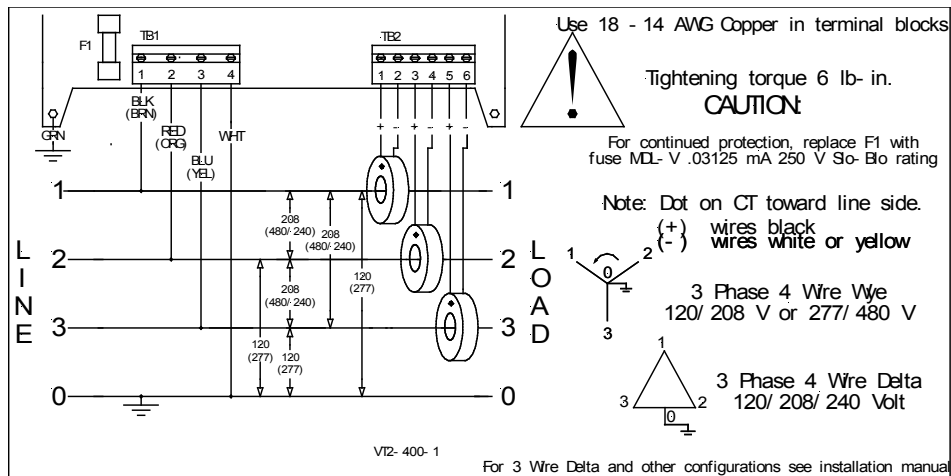 Use 18 - 14 AWG Copper in terminal blocks
F1
TB1
TB2
1 2 3 4
1 2 3 4 5 6
Tightening torque 6 lb- in.
CAUTION:
BLK
(BRN)
+ - + - + -
GRN
RED
(ORG)
WHT
For continued protection, replace F1 with
fuse MDL- V .03125 mA 250 V Slo- Blo rating
BLU
(YEL)
1
1
Note: Dot on CT toward line side.
(+) wires black
(-) wires white or yellow
208
(480/-240)
208
(480/-240)
LINE
2
2
LOAD
1
0
2
3
120
(277)
208
(480/-240)
3 Phase 4 Wire Wye
120/ 208 V or 277/ 480 V
3
3
120
(277)
120
(277)
1
3
2
0
3 Phase 4 Wire Delta
120/ 208/ 240 Volt
0
0
VT2- 400- 1
For 3 Wire Delta and other configurations see installation manual